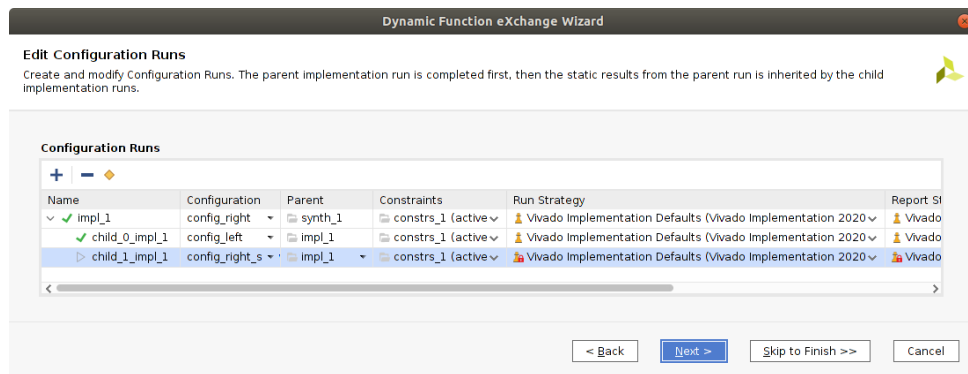 Dynamic Function eXchange Wizard
Edit Configuration Runs
Create and modify Configuration Runs. The parent implementation run is completed first, then the static results from the parent run is inherited by the child
implementation runs.
Configuration Runs
Name Configuration Parent Constraints Run Strategy Report St
impl_1 config_right synth_1 constrs_1 (active Vivado Implementation Defaults (Vivado Implementation 2020 Vivado
child_0_impl_1 config_left impl_1 constrs_1 (active Vivado Implementation Defaults (Vivado Implementation 2020 Vivado
child_1_impl_1 config_right_s impl_1 constrs_1 (active Vivado Implementation Defaults (Vivado Implementation 2020 Vivado
< Back Next > Skip to Finish >> Cancel